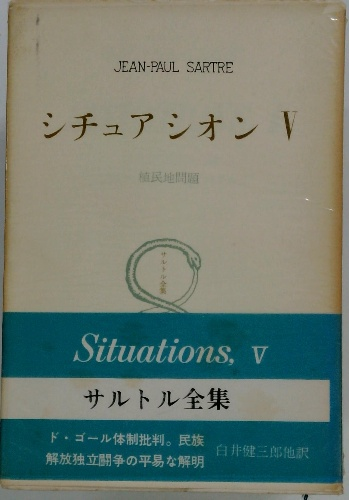 JEAN-PAUL SARTRE
シチュアシオン V
植民地問題
サルトル全集
Situations, V
サルトル全集
ド・ゴール体制批判。民族
解放独立闘争の平易な解明
白井健三郎他訳